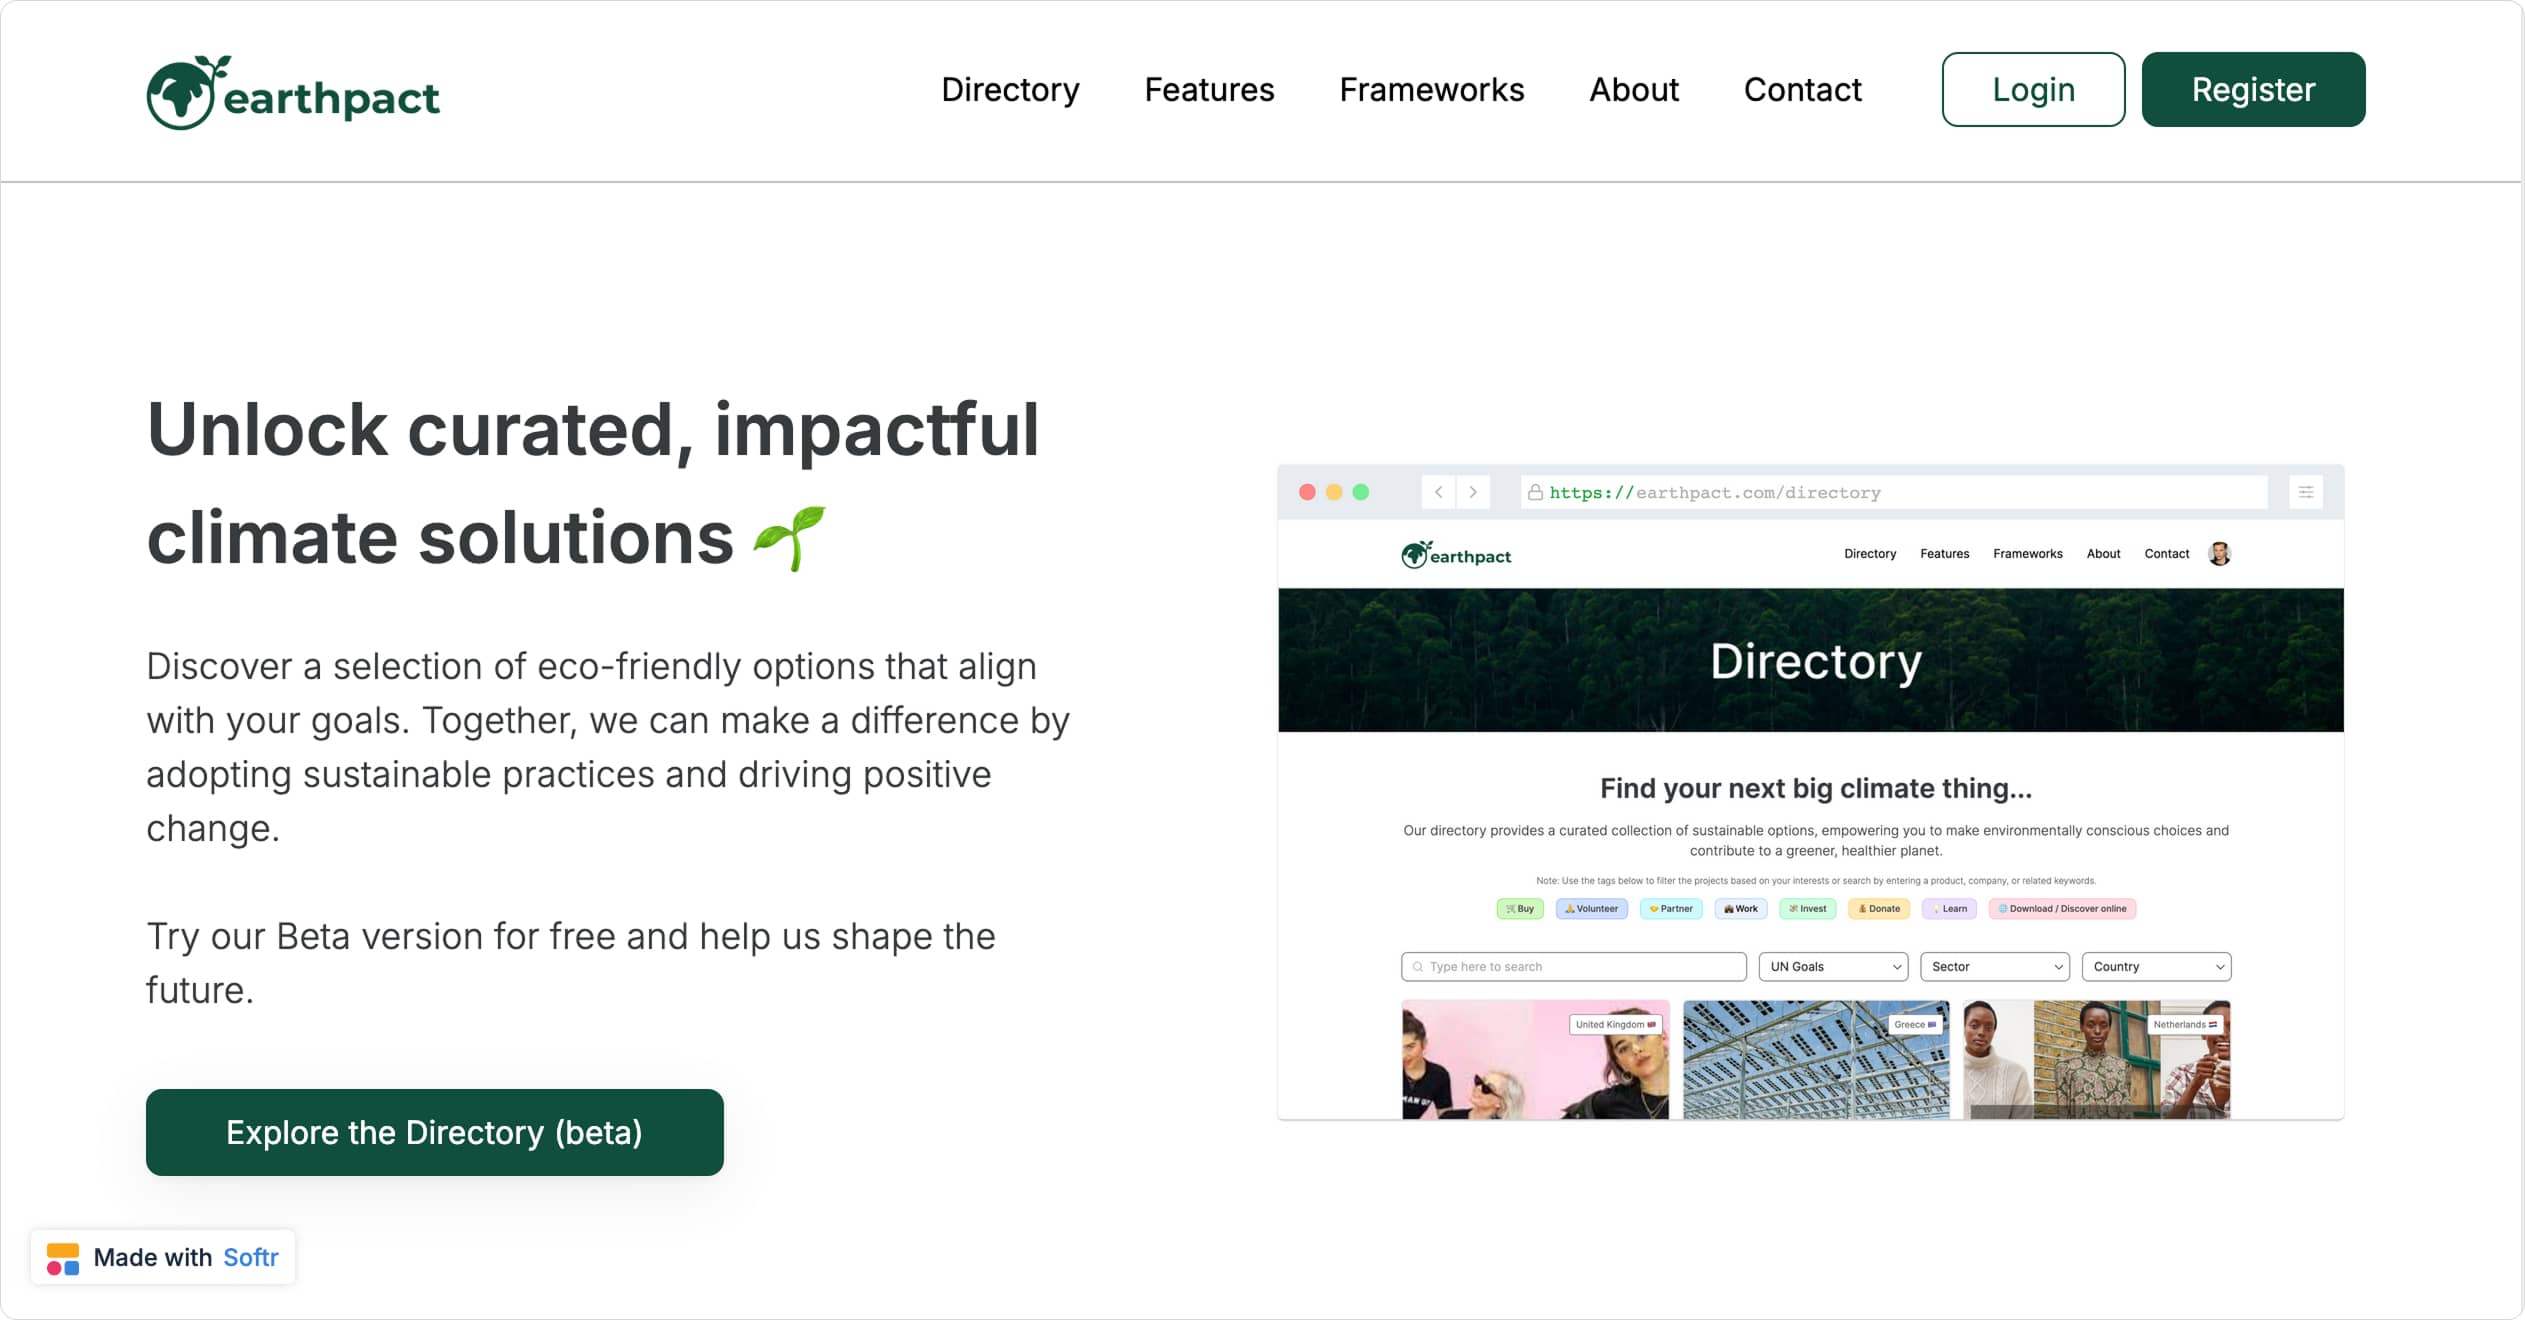 earthpact
Directory Features Frameworks About Contact Login Register
Unlock curated, impactful
climate solutions 🌱
Discover a selection of eco-friendly options that align
with your goals. Together, we can make a difference by
adopting sustainable practices and driving positive
change.
Try our Beta version for free and help us shape the
future.
Explore the Directory (beta)
https://earthpact.com/directory
earthpact
Directory Features Frameworks About Contact
Directory
Find your next big climate thing...
Our directory provides a curated collection of sustainable options, empowering you to make environmentally conscious choices and
contribute to a greener, healthier planet.
Note: Use the tags below to filter the projects based on your interests or search by entering a product, company, or related keywords.
Buy Volunteer Partner Work Invest Donate Learn Download / Discover online
Type here to search UN Goals Sector Country
United Kingdom Greece Netherlands
Made with Softr